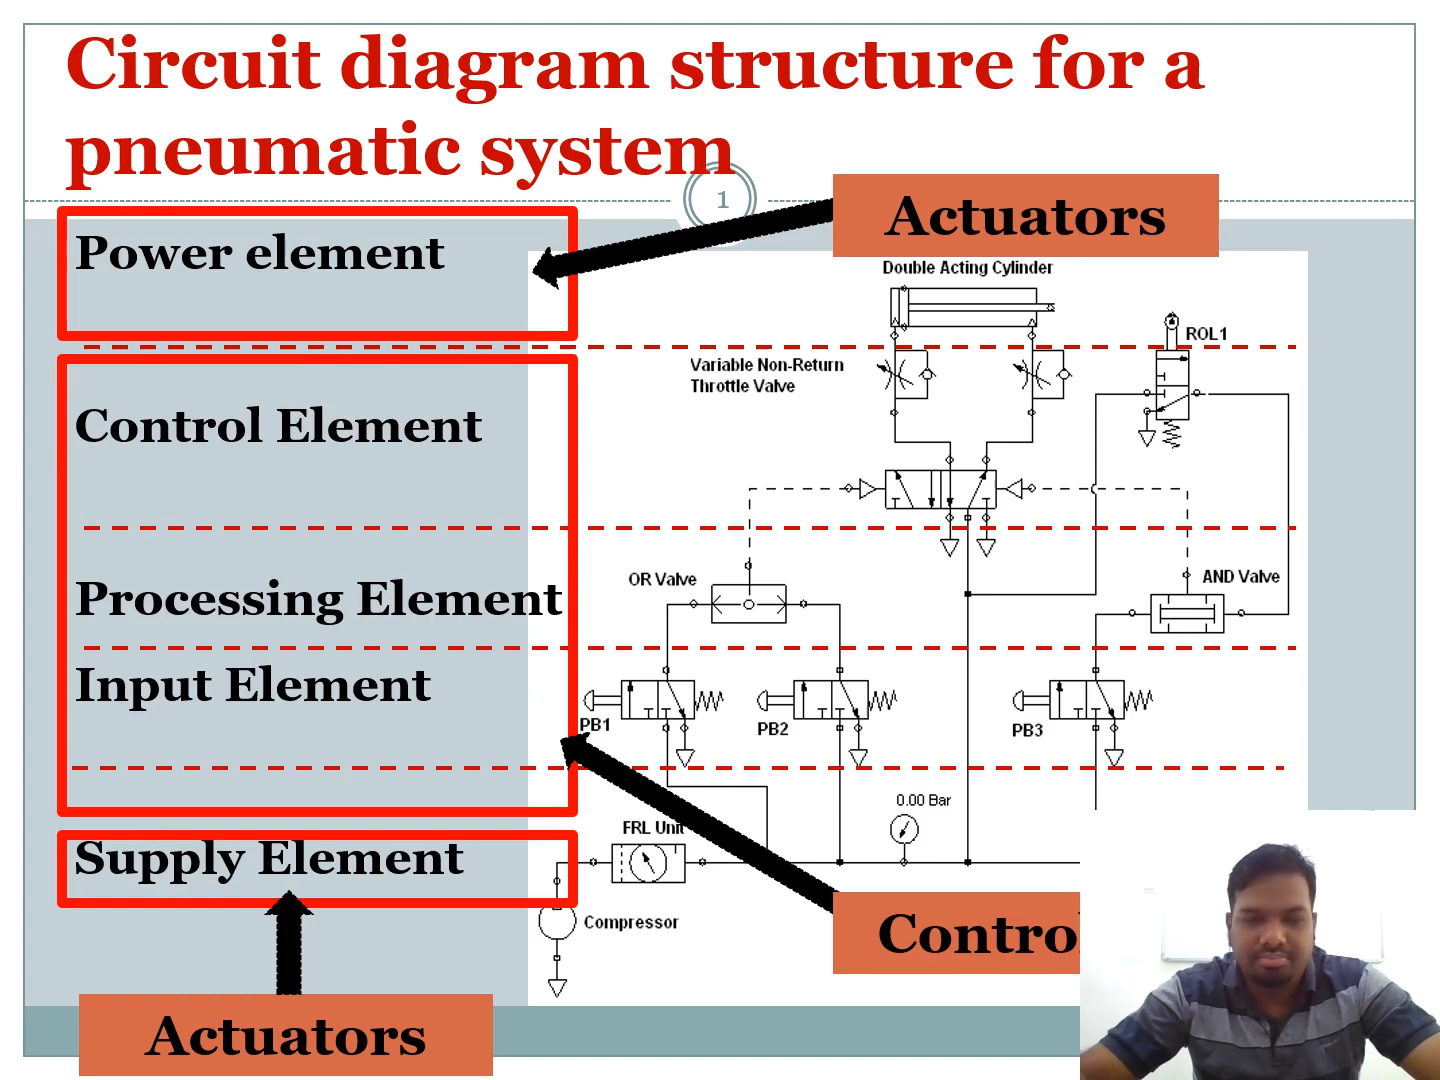 Circuit diagram structure for a
pneumatic system
1
Actuators
Power element
Double Acting Cylinder
ROL1
Variable Non-Return
Throttle Valve
Control Element
OR Valve
AND Valve
Processing Element
Input Element
PB1
PB2
PB3
0.00 Bar
FRL Unit
Supply Element
Compressor
Contro
Actuators